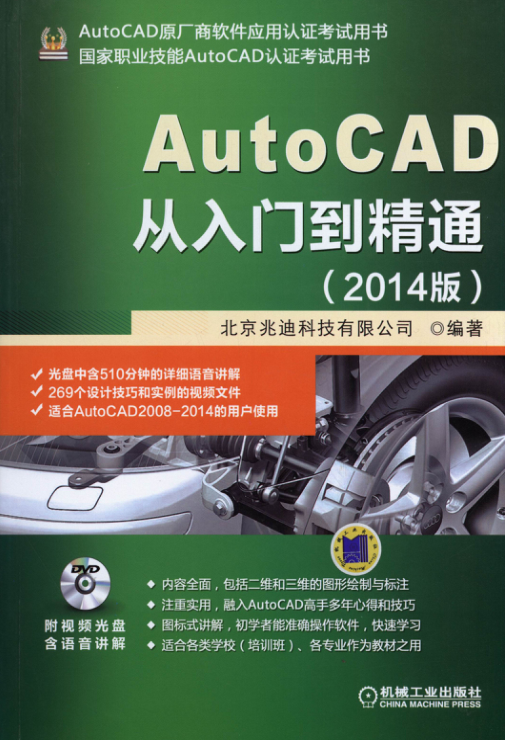 AutoCAD原厂商软件应用认证考试用书
国家职业技能AutoCAD认证考试用书
AutoCAD
从入门到精通
（2014版）
北京兆迪科技有限公司 ◎编著
✓ 光盘中含510分钟的详细语音讲解
✓ 269个设计技巧和实例的视频文件
✓ 适合AutoCAD2008-2014的用户使用
DVD
附视频光盘
含语音讲解
◆ 内容全面，包括二维和三维的图形绘制与标注
◆ 注重实用，融入AutoCAD高手多年心得和技巧
◆ 图标式讲解，初学者能准确操作软件，快速学习
◆ 适合各类学校（培训班）、各专业作为教材之用
机械工业出版社
CHINA MACHINE PRESS